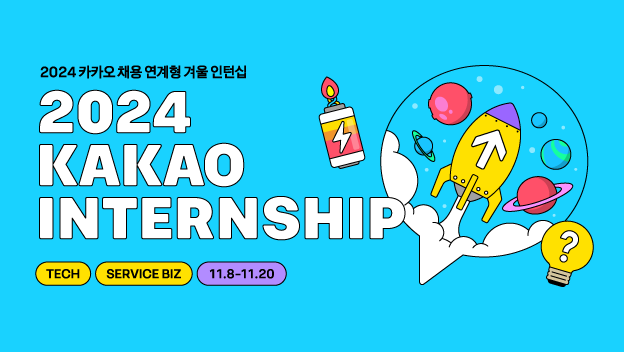 2024 카카오 채용 연계형 겨울 인턴십
2024
KAKAO
INTERNSHIP
TECH
SERVICE BIZ
11.8-11.20
?